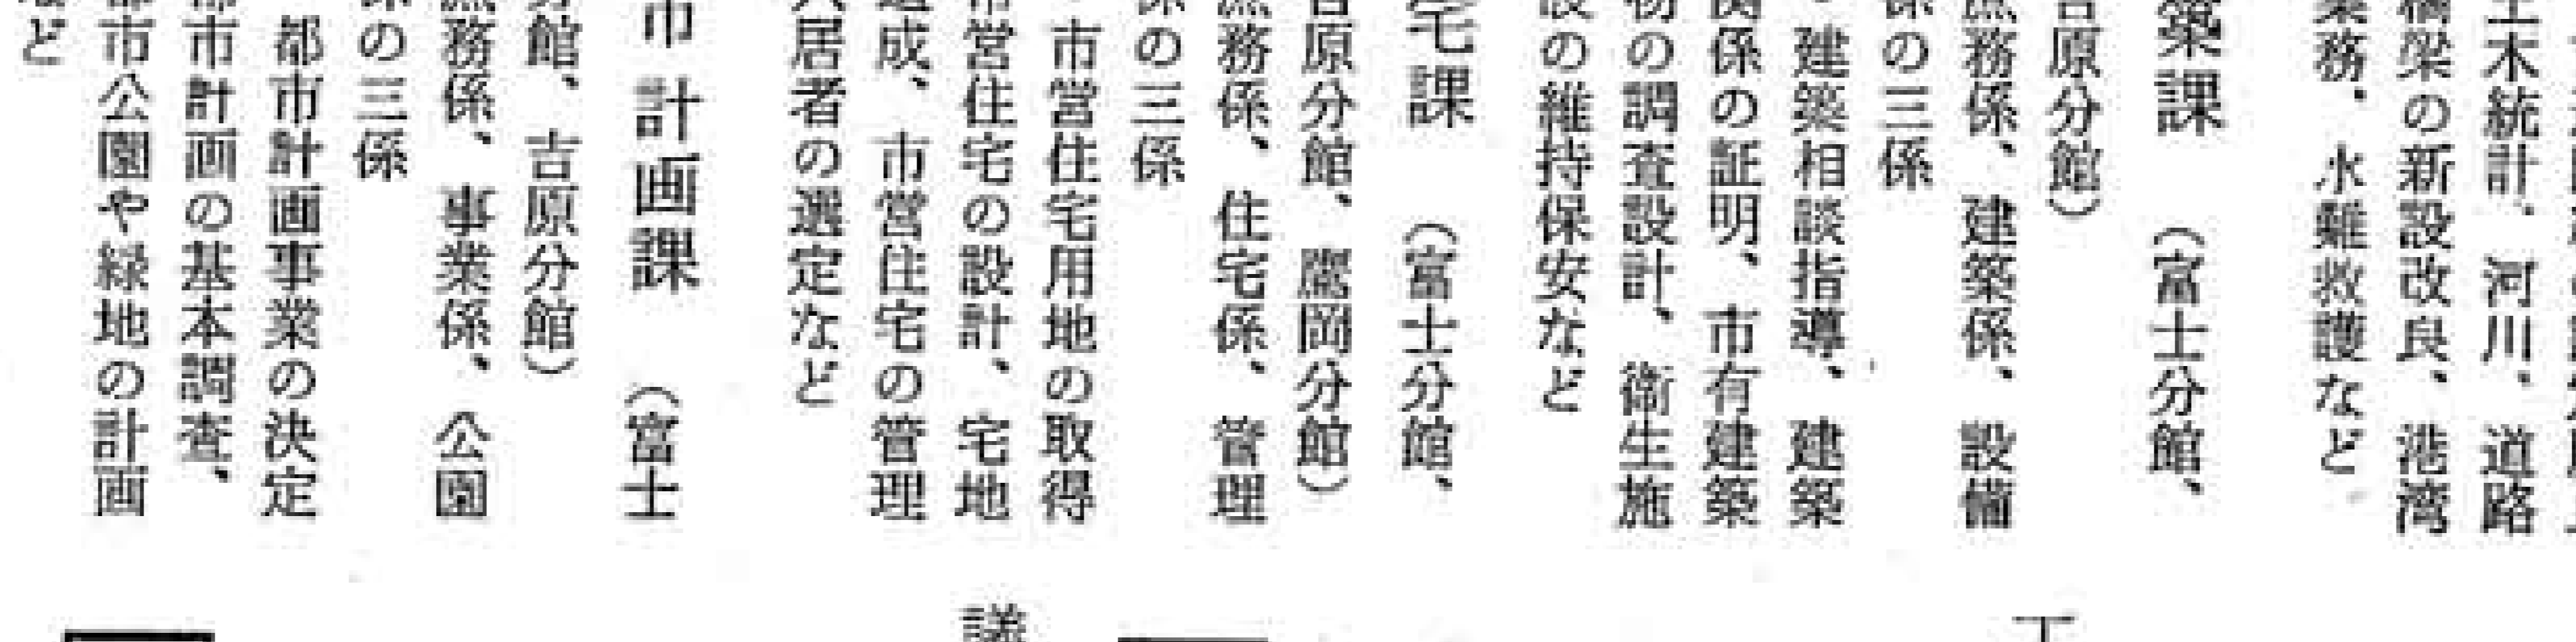 土木統計、河川、道路
橋梁の新設改良、港湾
業務、水難救護など
築課　（富士分館、
吉原分館）
庶務係、建築係、設備
係の三係
・建築相談指導、建築
関係の証明、市有建築
物の調査設計、衛生施
設の維持保安など
宅課　（富士分館、
吉原分館、鷹岡分館）
庶務係、住宅係、管理
係の三係
・市営住宅用地の取得
市営住宅の設計、宅地
造成、市営住宅の管理
入居者の選定など
市計画課　（富士
分館、吉原分館）
庶務係、事業係、公園
係の三係
都市計画事業の決定
都市計画の基本調査、
都市公園や緑地の計画
など
議